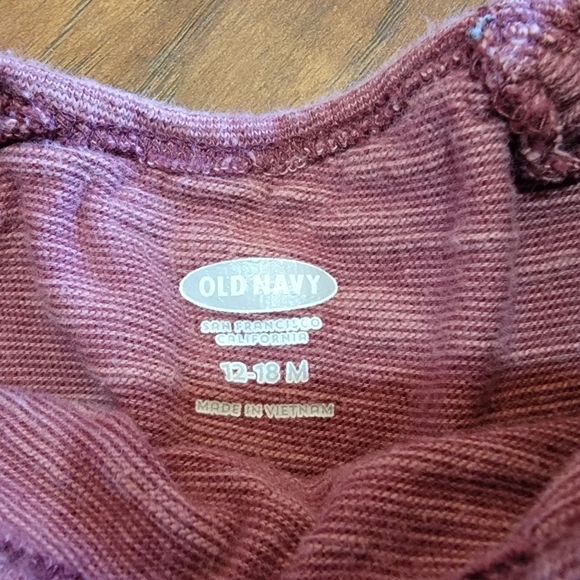 OLD NAVY
SAN FRANCISCO
CALIFORNIA
12-18 M
MADE IN VIETNAM